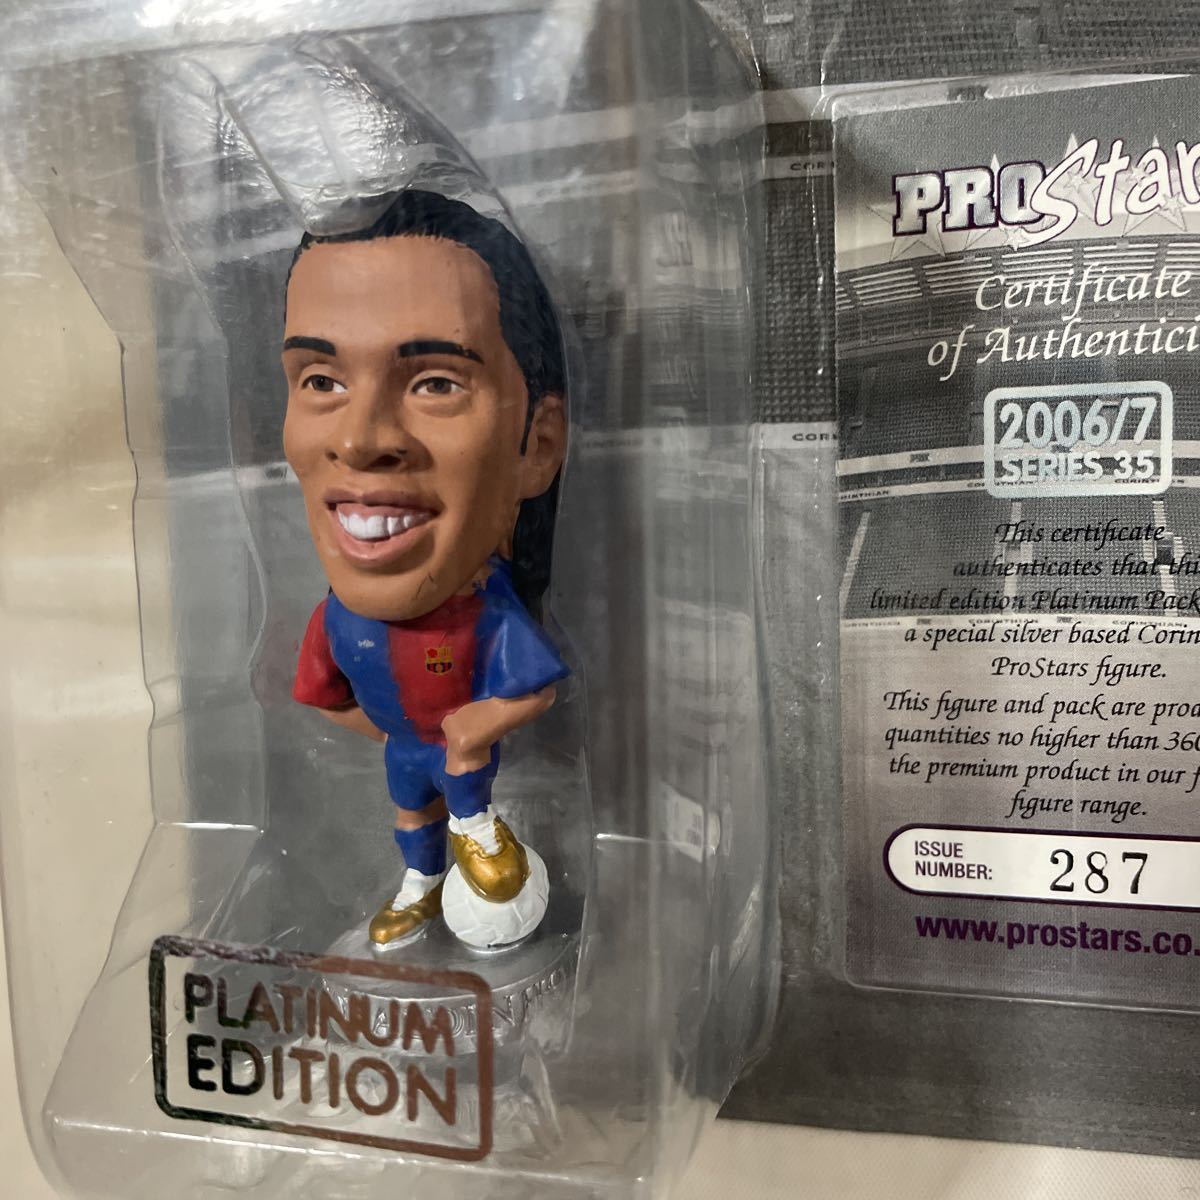 PROStar
Certificate
of Authentici
2006/7
SERIES 35
This certificate
authenticates that thi
limited edition Platinum Pack
a special silver based Corin
ProStars figure.
This figure and pack are prod
quantities no higher than 360
the premium product in our f
figure range.
ISSUE
NUMBER: 287
www.prostars.co.
PLATINUM
EDITION